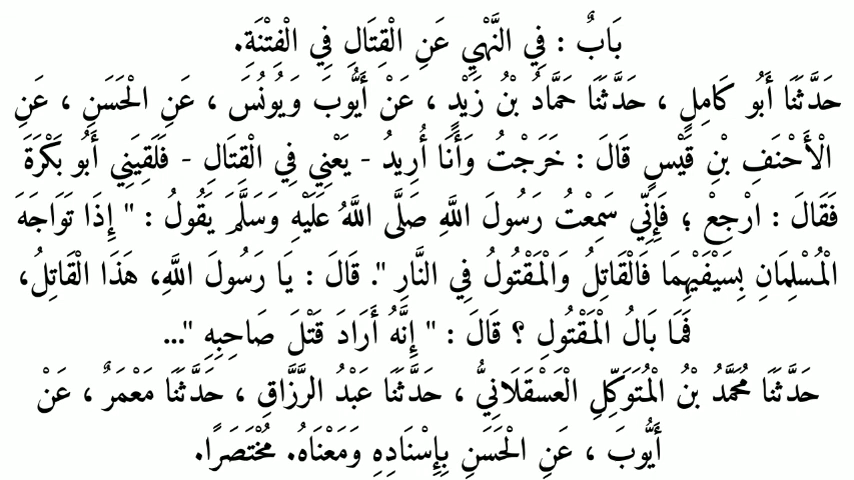 بَابٌ : فِي النَّهْيِ عَنِ الْقِتَالِ فِي الْفِتْنَةِ.
حَدَّثَنَا أَبُو كَامِلٍ ، حَدَّثَنَا حَمَّادُ بْنُ زَيْدٍ ، عَنْ أَيُّوبَ وَيُونُسَ ، عَنِ الْحَسَنِ ، عَنِ
الْأَحْنَفِ بْنِ قَيْسٍ قَالَ : خَرَجْتُ وَأَنَا أُرِيدُ - يَعْنِي فِي الْقِتَالِ - فَلَقِيَنِي أَبُو بَكْرَةَ
فَقَالَ : ارْجِعْ ؛ فَإِنِّي سَمِعْتُ رَسُولَ اللَّهِ صَلَّى اللَّهُ عَلَيْهِ وَسَلَّمَ يَقُولُ : " إِذَا تَوَاجَهَ
الْمُسْلِمَانِ بِسَيْفَيْهِمَا فَالْقَاتِلُ وَالْمَقْتُولُ فِي النَّارِ ". قَالَ : يَا رَسُولَ اللَّهِ، هَذَا الْقَاتِلُ،
فَمَا بَالُ الْمَقْتُولِ ؟ قَالَ : " إِنَّهُ أَرَادَ قَتْلَ صَاحِبِهِ "...
حَدَّثَنَا مُحَمَّدُ بْنُ الْمُتَوَكِّلِ الْعَسْقَلَانِيُّ ، حَدَّثَنَا عَبْدُ الرَّزَّاقِ ، حَدَّثَنَا مَعْمَرٌ ، عَنْ
أَيُّوبَ ، عَنِ الْحَسَنِ بِإِسْنَادِهِ وَمَعْنَاهُ. مُخْتَصَرًا.